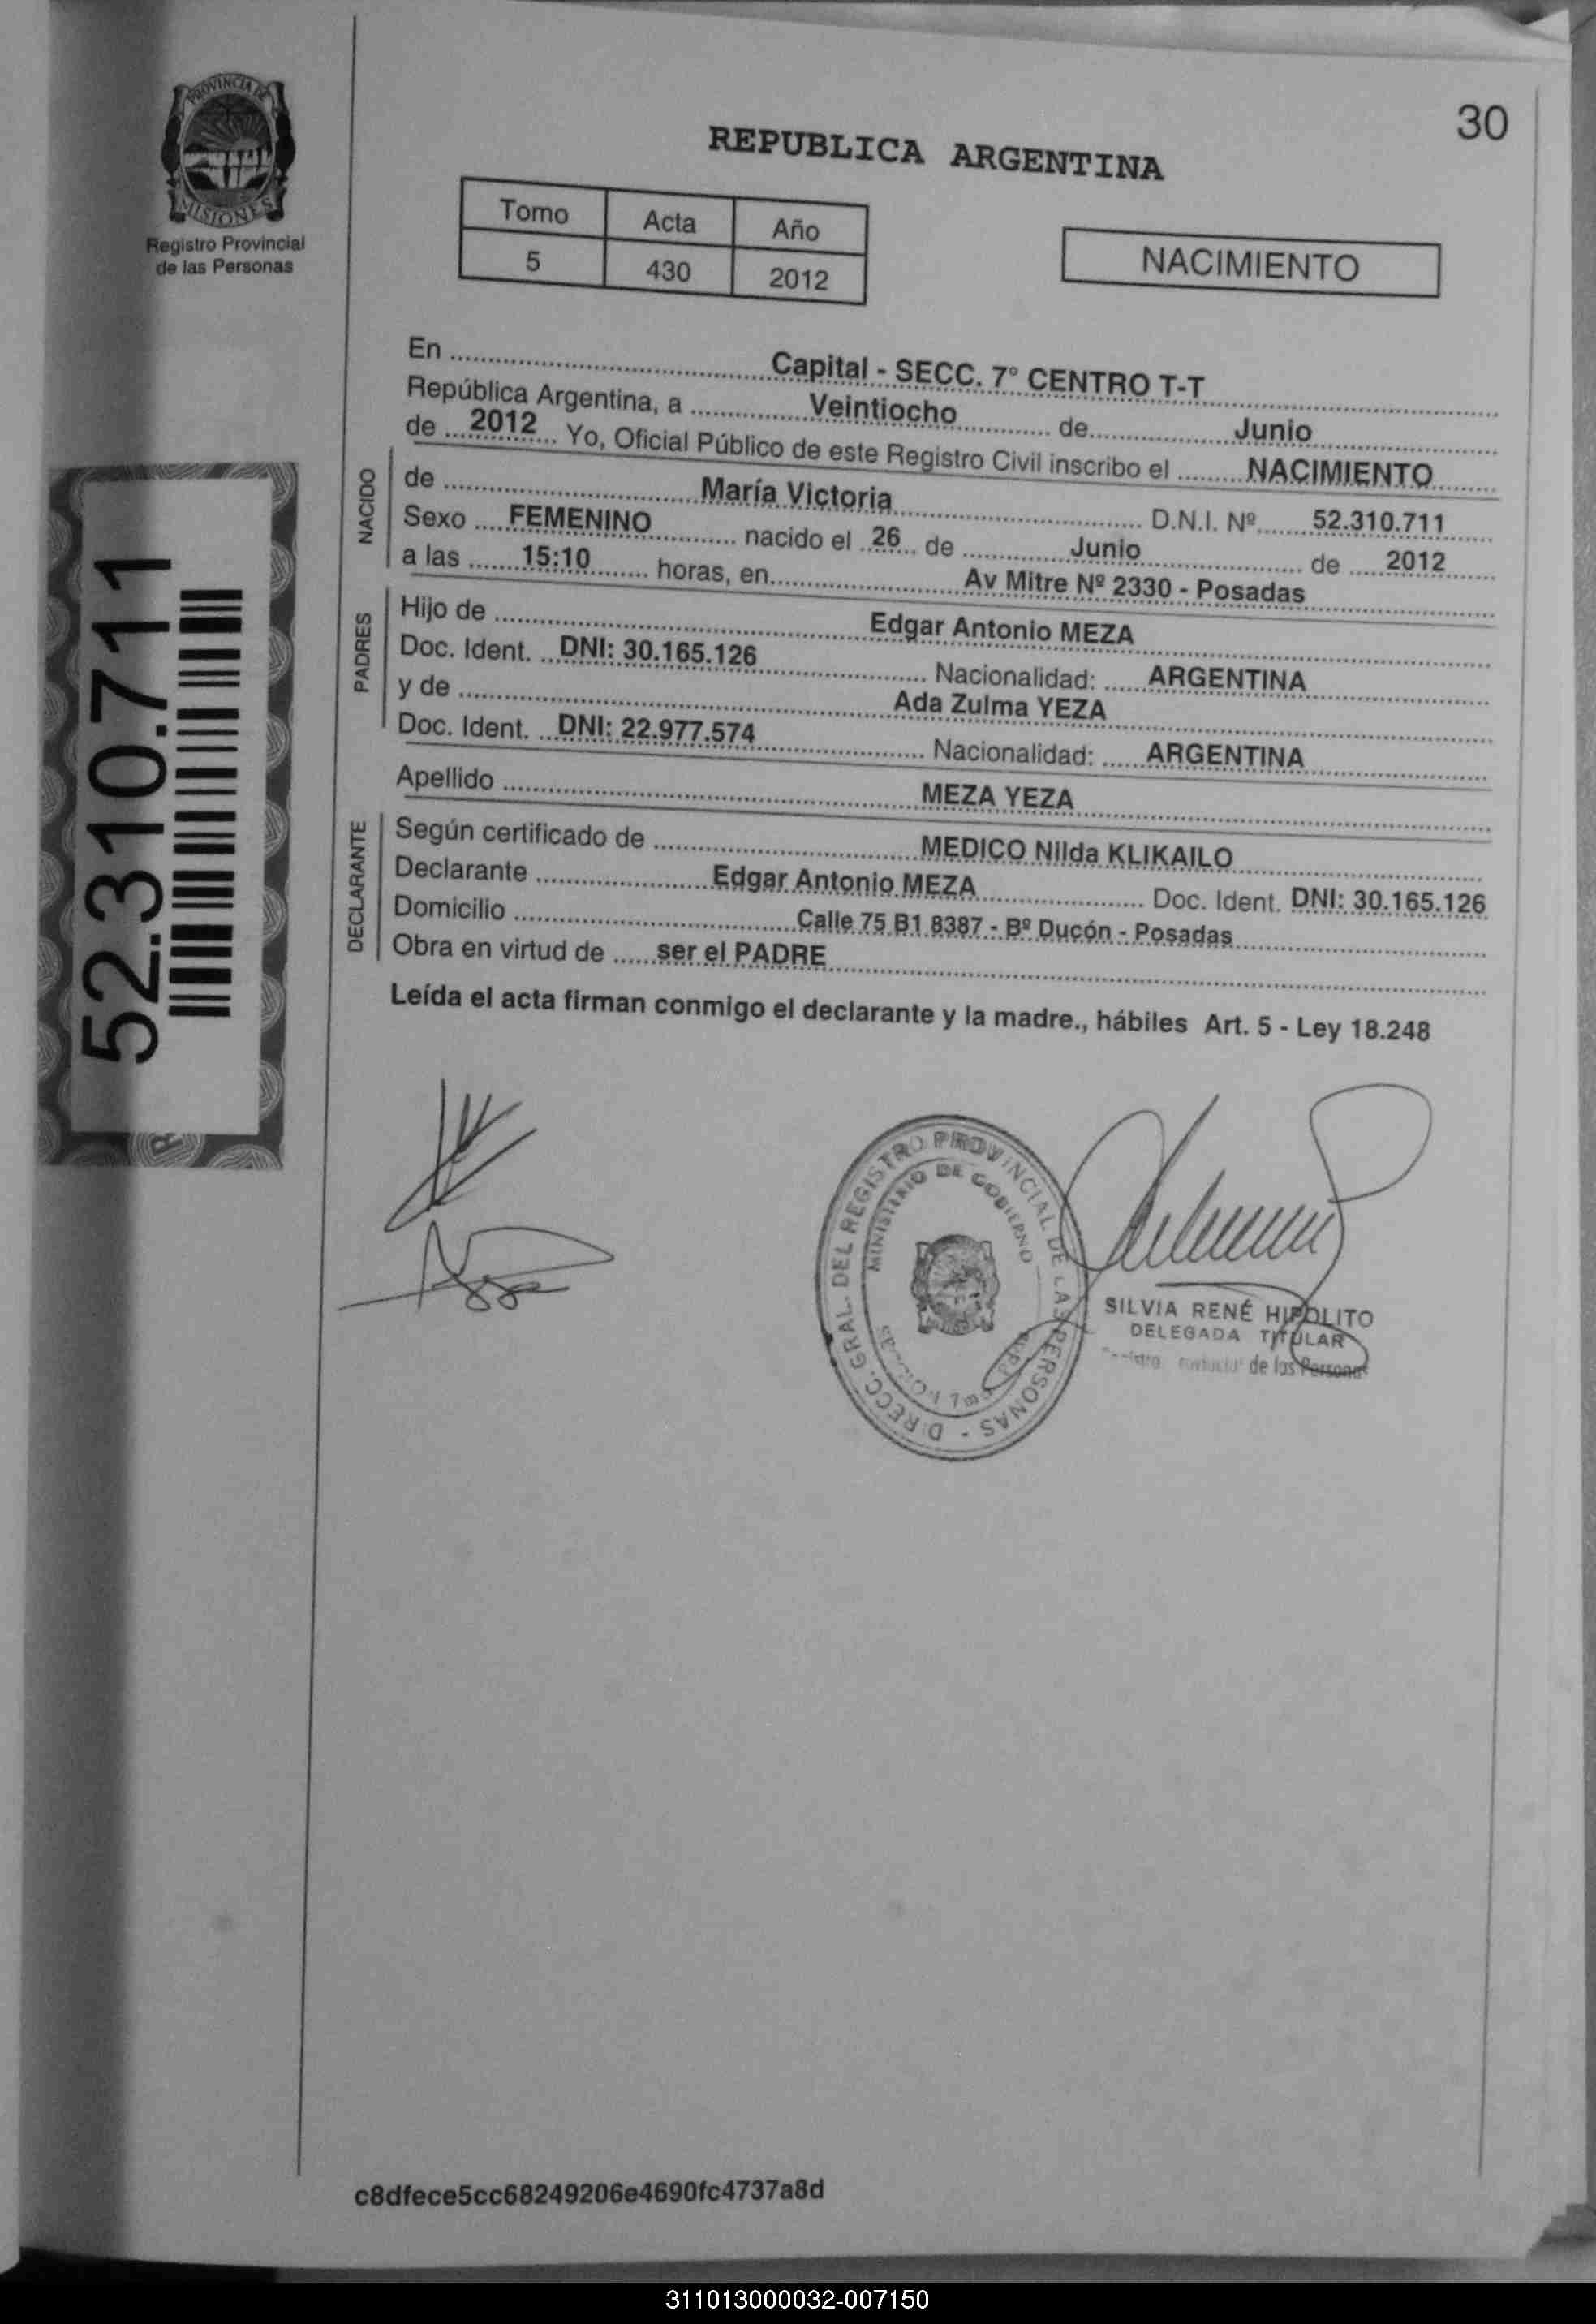 PROVINCIA DE
MISIONES
Registro Provincial
de las Personas
30
REPUBLICA ARGENTINA
Tomo Acta Año
5 430 2012
NACIMIENTO
En Capital - SECC. 7° CENTRO T-T
República Argentina, a Veintiocho de Junio
de 2012 Yo, Oficial Público de este Registro Civil inscribo el NACIMIENTO
NACIDO
de María Victoria D.N.I. Nº 52.310.711
Sexo FEMENINO nacido el 26 de Junio de 2012
a las 15:10 horas, en Av Mitre Nº 2330 - Posadas
PADRES
Hijo de Edgar Antonio MEZA
Doc. Ident. DNI: 30.165.126 Nacionalidad: ARGENTINA
y de Ada Zulma YEZA
Doc. Ident. DNI: 22.977.574 Nacionalidad: ARGENTINA
Apellido MEZA YEZA
DECLARANTE
Según certificado de MEDICO Nilda KLIKAILO
Declarante Edgar Antonio MEZA Doc. Ident. DNI: 30.165.126
Domicilio Calle 75 B1 8387 - Bº Ducón - Posadas
Obra en virtud de ser el PADRE
Leída el acta firman conmigo el declarante y la madre., hábiles Art. 5 - Ley 18.248
52.310.711
DIRECC. GRAL. DEL REGISTRO PROVINCIAL DE LAS PERSONAS -
MINISTERIO DE GOBIERNO
SILVIA RENÉ HIPOLITO
DELEGADA TITULAR
de las Personas
c8dfece5cc68249206e4690fc4737a8d
311013000032-007150